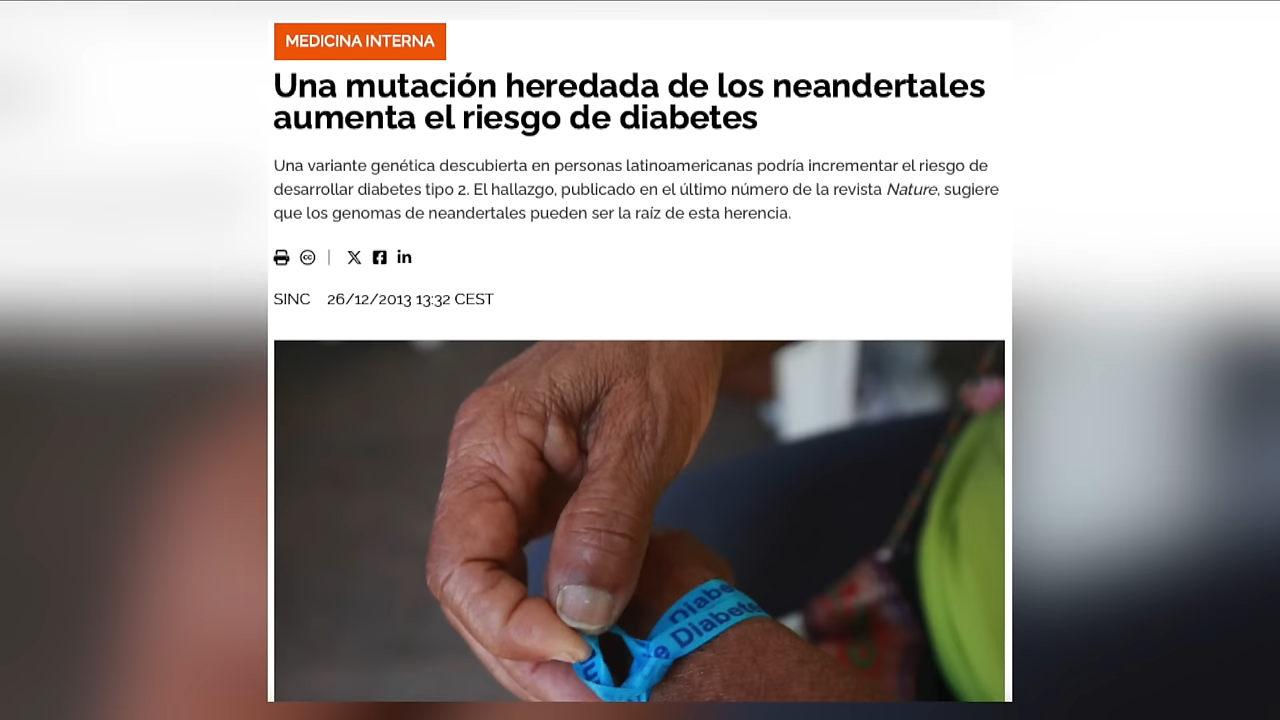 MEDICINA INTERNA
Una mutación heredada de los neandertales
aumenta el riesgo de diabetes
Una variante genética descubierta en personas latinoamericanas podría incrementar el riesgo de
desarrollar diabetes tipo 2. El hallazgo, publicado en el último número de la revista Nature, sugiere
que los genomas de neandertales pueden ser la raíz de esta herencia.
SINC 26/12/2013 13:32 CEST
Diabe
e Diabete